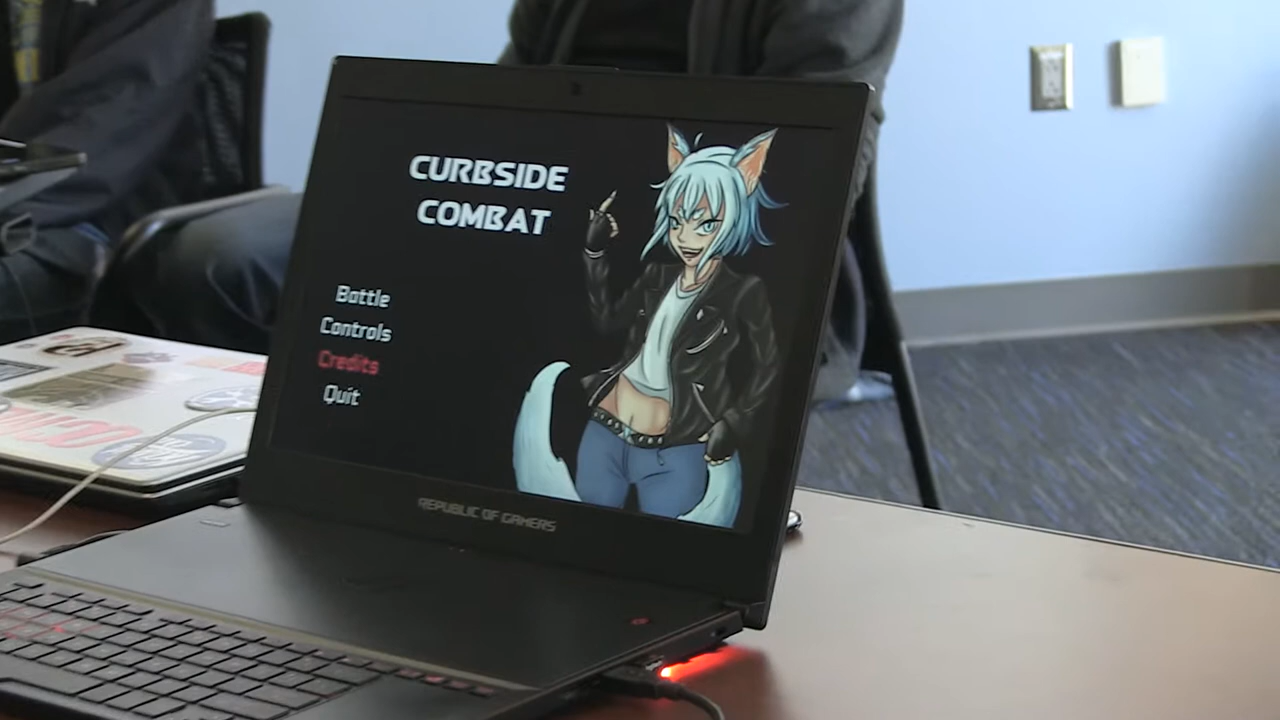 CURBSIDE
COMBAT
Battle
Controls
Credits
Quit
REPUBLIC OF GAMERS